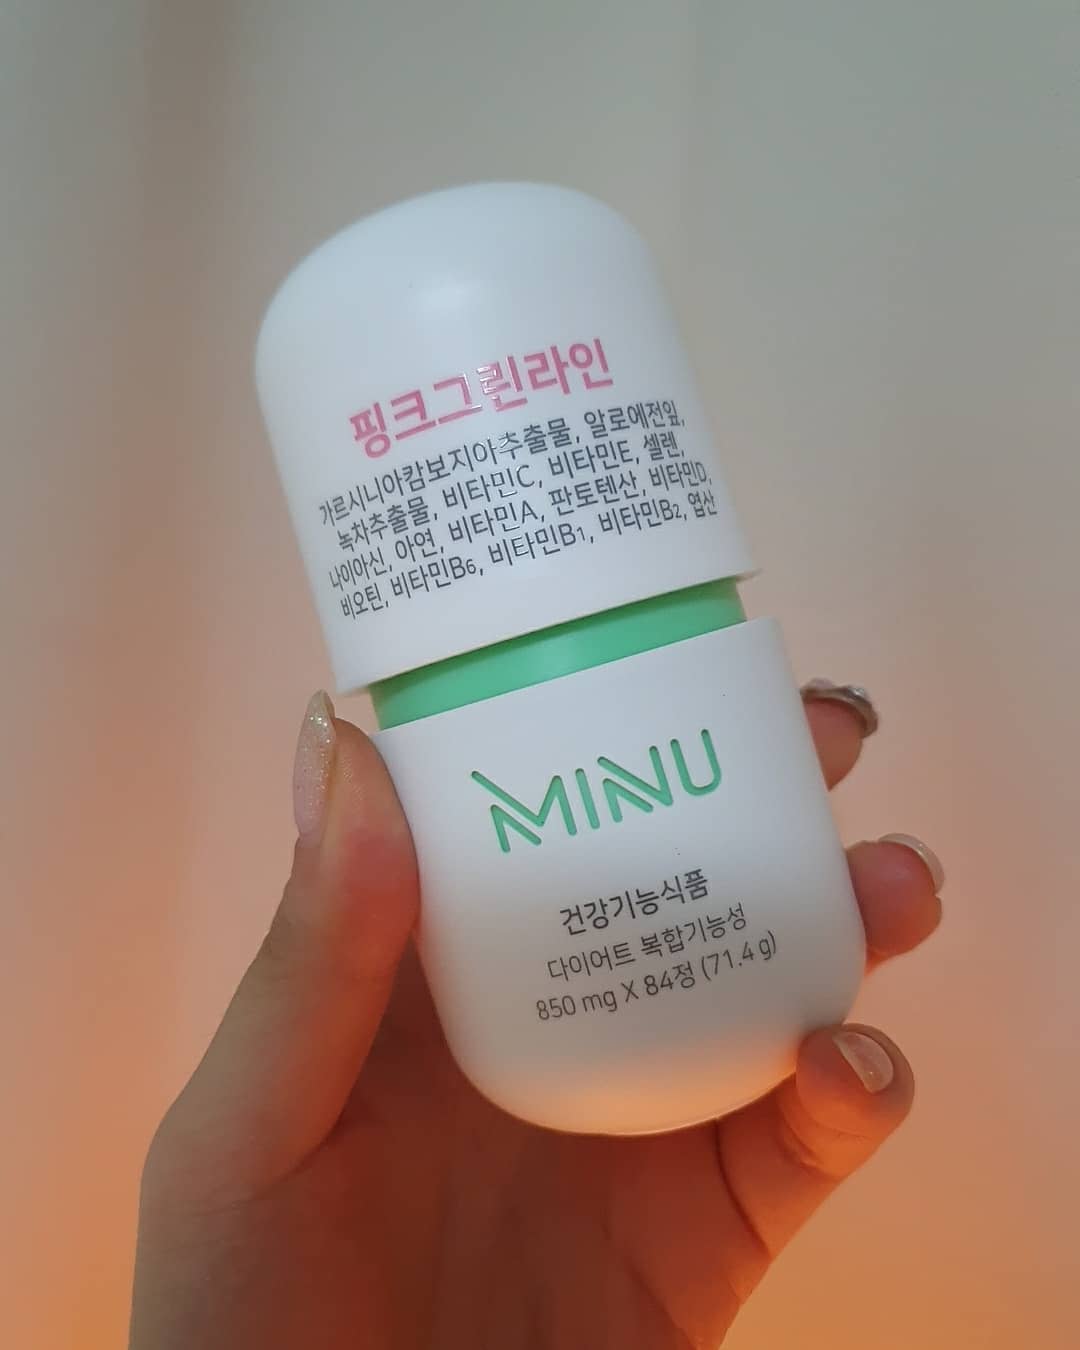 핑크그린라인
가르시니아캄보지아추출물, 알로에전잎,
녹차추출물, 비타민C, 비타민E, 셀렌,
나이아신, 아연, 비타민A, 판토텐산, 비타민D,
비오틴, 비타민B6, 비타민B1, 비타민B2, 엽산
MINU
건강기능식품
다이어트 복합기능성
850 mg X 84정 (71.4 g)